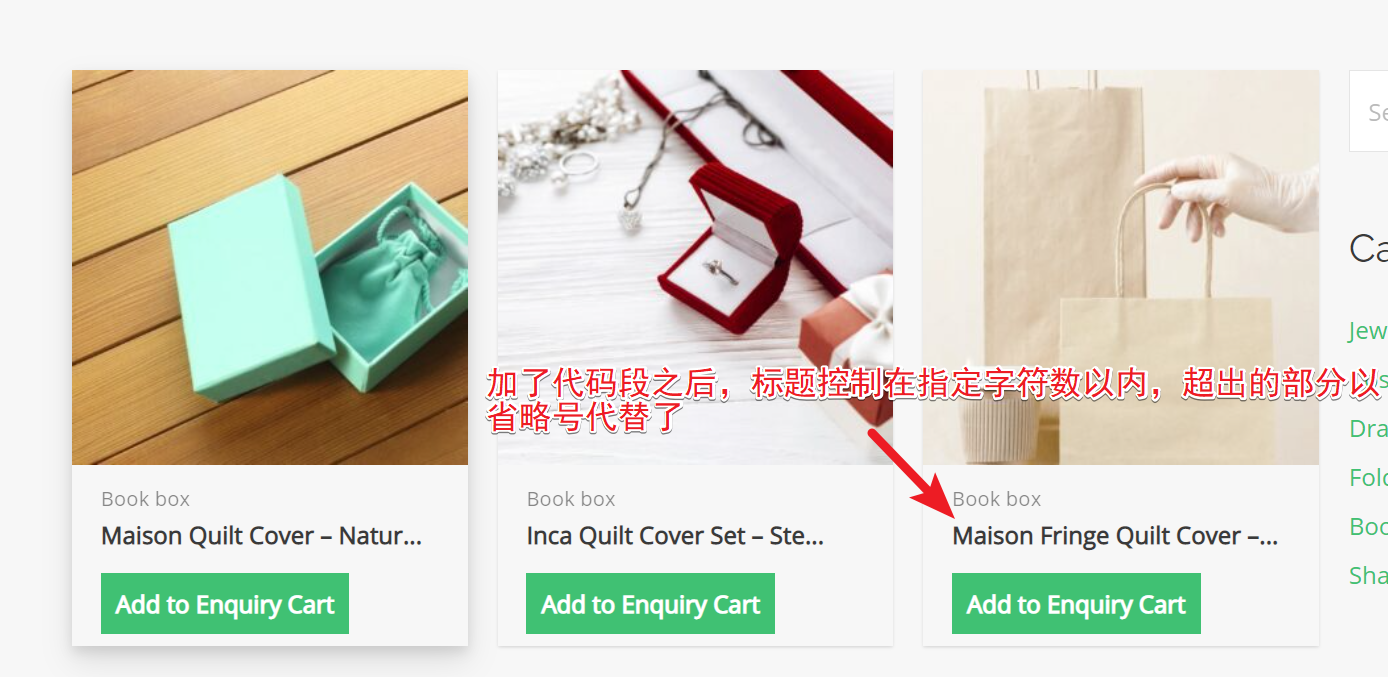 Se
Ca
Jew
加了代码段之后，标题控制在指定字符数以内，超出的部分以
省略号代替了
Dra
Fold
Boo
Sha
Book box
Maison Quilt Cover – Natur...
Add to Enquiry Cart
Book box
Inca Quilt Cover Set – Ste...
Add to Enquiry Cart
Book box
Maison Fringe Quilt Cover –...
Add to Enquiry Cart